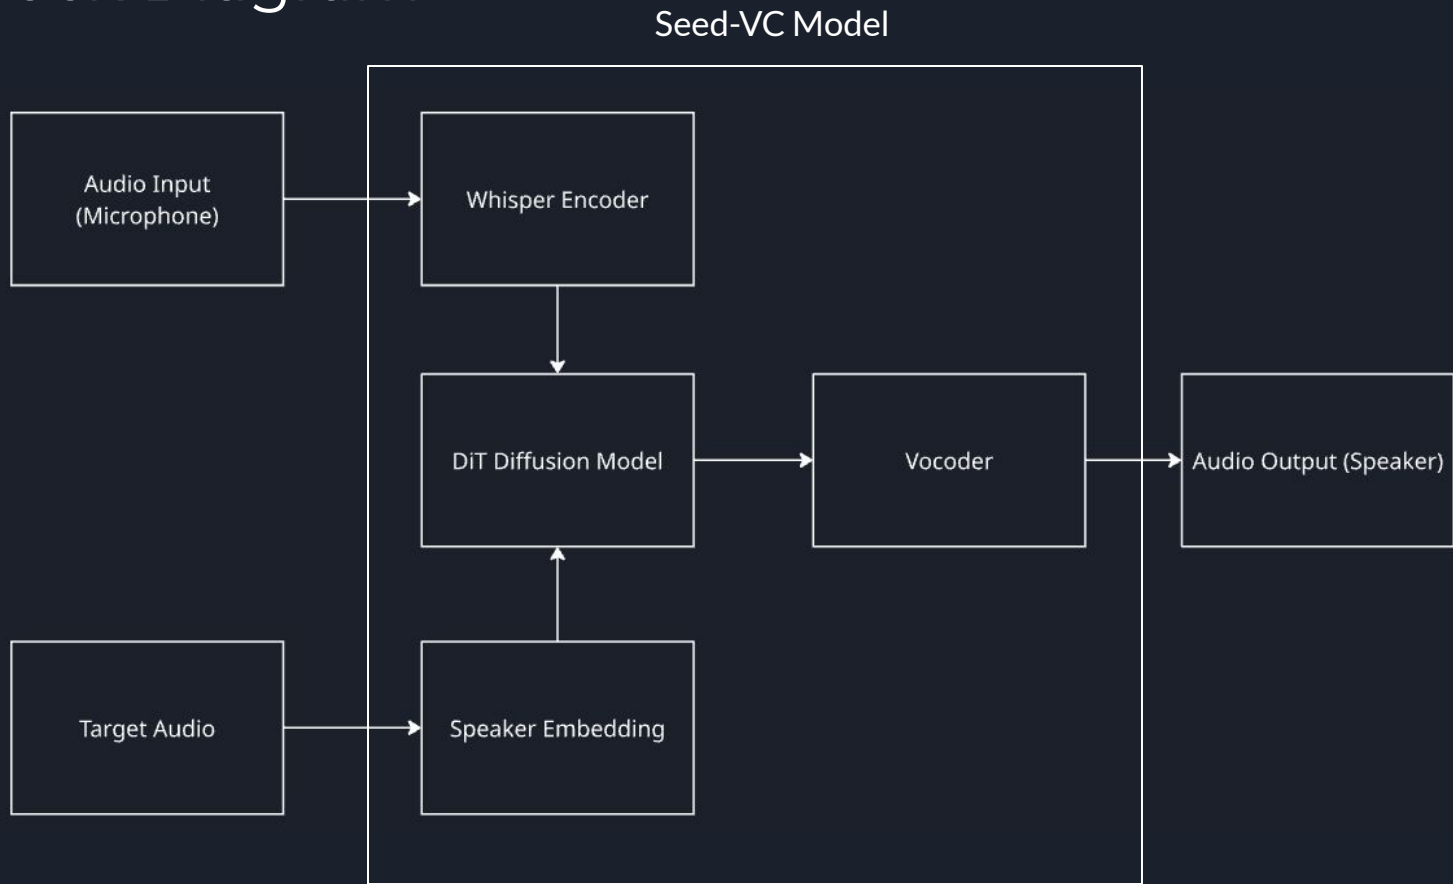 Seed-VC Model
Audio Input
(Microphone)
Whisper Encoder
DiT Diffusion Model
Vocoder
Audio Output (Speaker)
Target Audio
Speaker Embedding